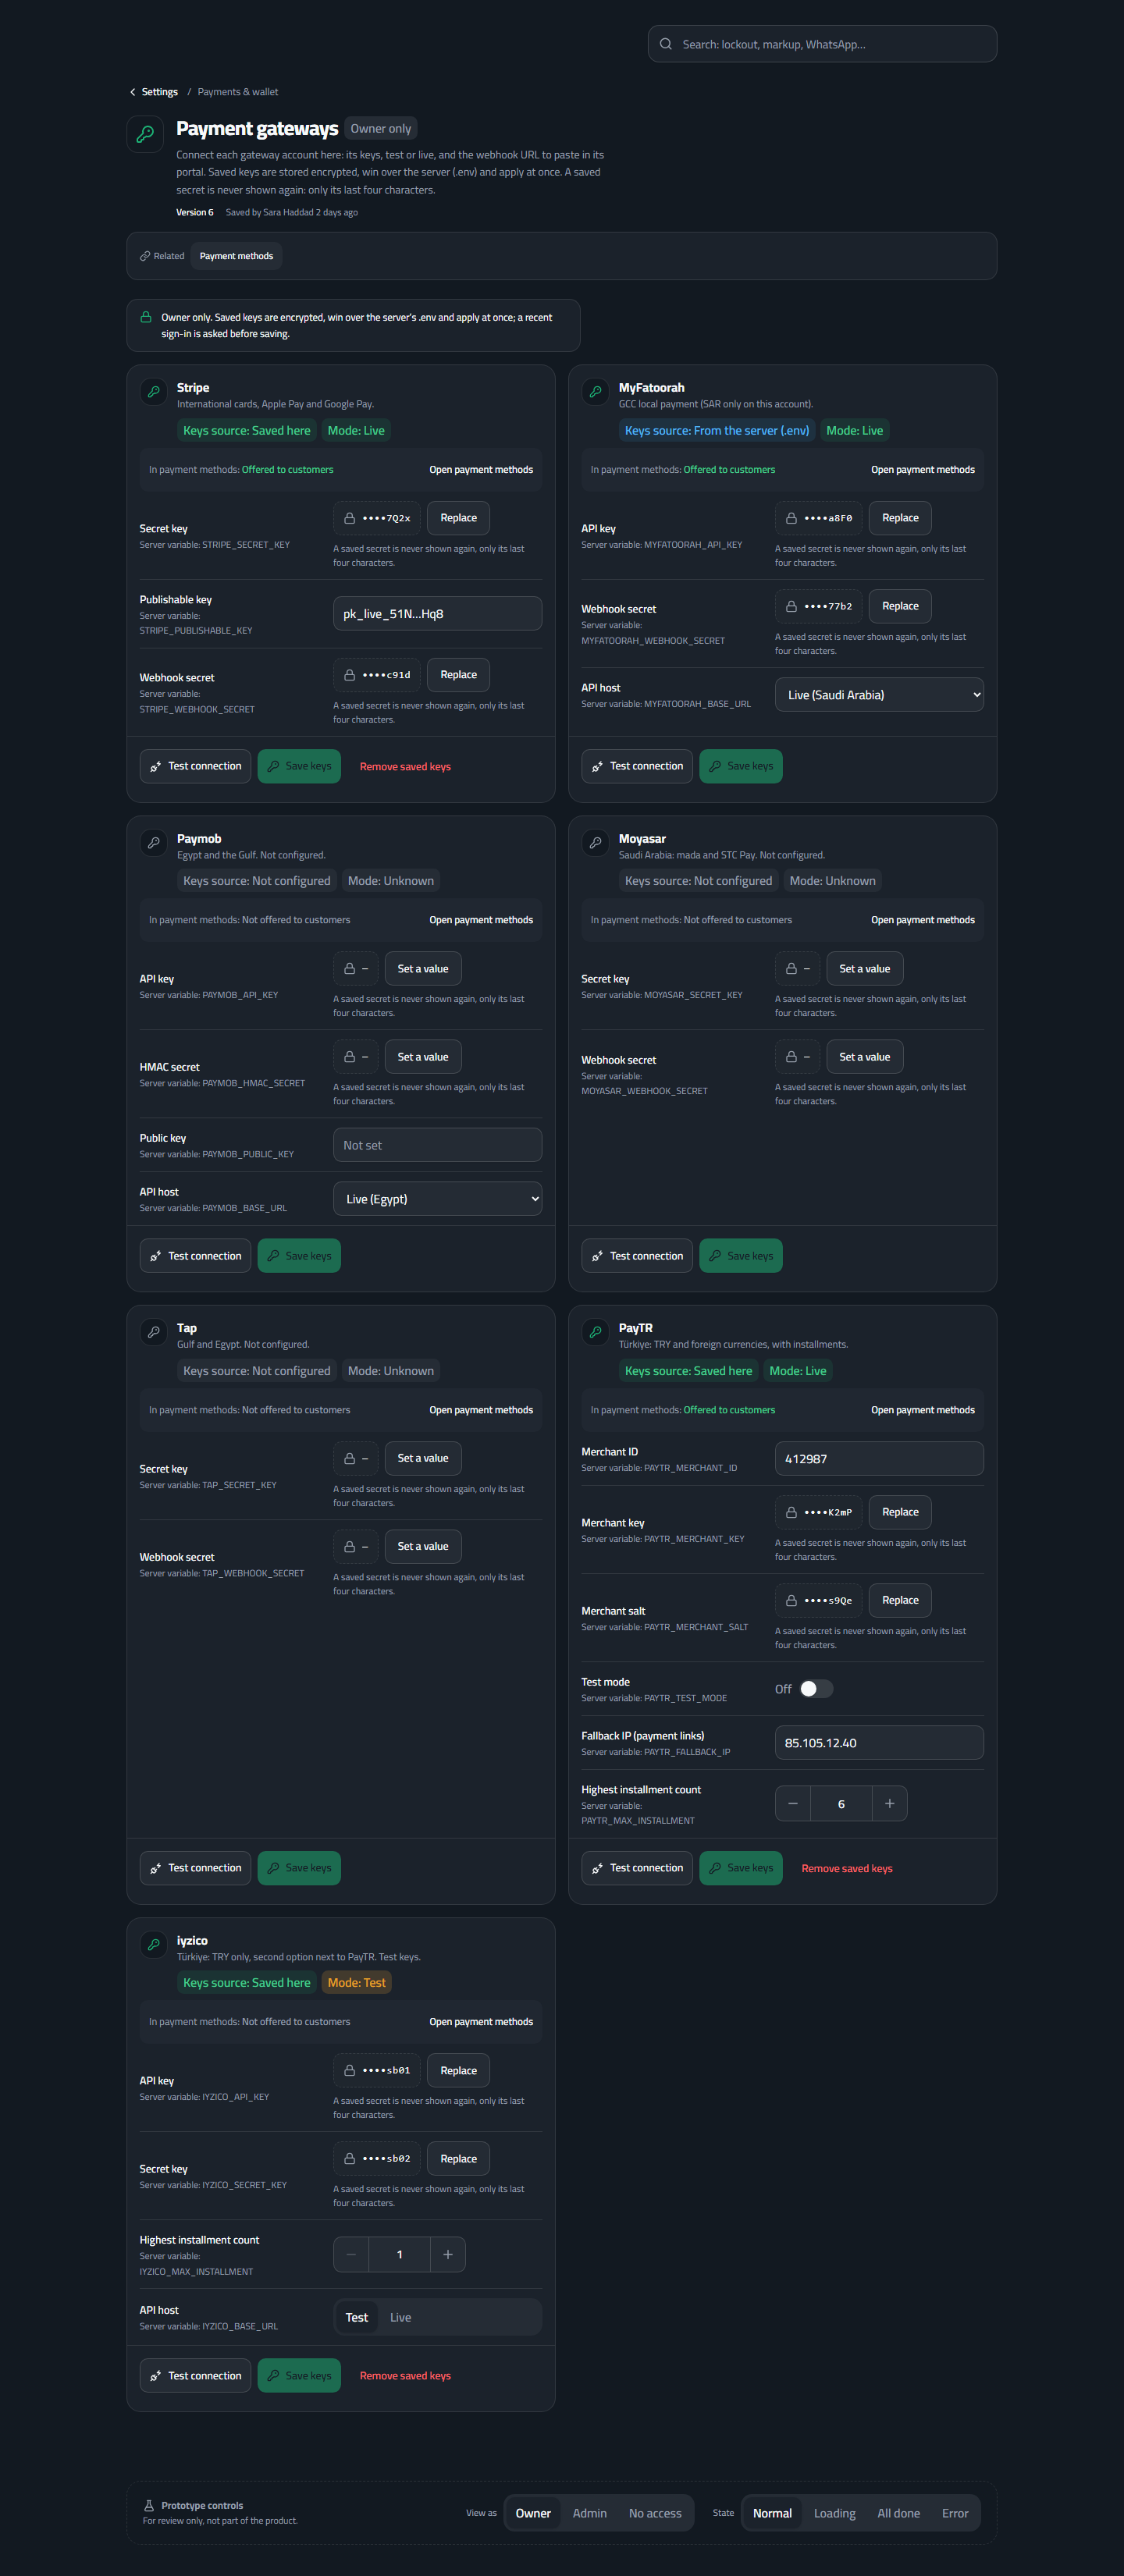 Search: lockout, markup, WhatsApp...
Settings / Payments & wallet
Payment gateways Owner only
Connect each gateway account here: its keys, test or live, and the webhook URL to paste in its
portal. Saved keys are stored encrypted, win over the server (.env) and apply at once. A saved
secret is never shown again: only its last four characters.
Version 6 Saved by Sara Haddad 2 days ago
Related Payment methods
Owner only. Saved keys are encrypted, win over the server's .env and apply at once; a recent
sign-in is asked before saving.
Stripe
International cards, Apple Pay and Google Pay.
Keys source: Saved here Mode: Live
In payment methods: Offered to customers Open payment methods
Secret key
Server variable: STRIPE_SECRET_KEY
••••7Q2x Replace
A saved secret is never shown again, only its last
four characters.
Publishable key
Server variable:
STRIPE_PUBLISHABLE_KEY
pk_live_51N...Hq8
Webhook secret
Server variable:
STRIPE_WEBHOOK_SECRET
••••c91d Replace
A saved secret is never shown again, only its last
four characters.
Test connection Save keys Remove saved keys
MyFatoorah
GCC local payment (SAR only on this account).
Keys source: From the server (.env) Mode: Live
In payment methods: Offered to customers Open payment methods
API key
Server variable: MYFATOORAH_API_KEY
••••a8F0 Replace
A saved secret is never shown again, only its last
four characters.
Webhook secret
Server variable:
MYFATOORAH_WEBHOOK_SECRET
••••77b2 Replace
A saved secret is never shown again, only its last
four characters.
API host
Server variable: MYFATOORAH_BASE_URL
Live (Saudi Arabia)
Test connection Save keys
Paymob
Egypt and the Gulf. Not configured.
Keys source: Not configured Mode: Unknown
In payment methods: Not offered to customers Open payment methods
API key
Server variable: PAYMOB_API_KEY
– Set a value
A saved secret is never shown again, only its last
four characters.
HMAC secret
Server variable: PAYMOB_HMAC_SECRET
– Set a value
A saved secret is never shown again, only its last
four characters.
Public key
Server variable: PAYMOB_PUBLIC_KEY
Not set
API host
Server variable: PAYMOB_BASE_URL
Live (Egypt)
Test connection Save keys
Moyasar
Saudi Arabia: mada and STC Pay. Not configured.
Keys source: Not configured Mode: Unknown
In payment methods: Not offered to customers Open payment methods
Secret key
Server variable: MOYASAR_SECRET_KEY
– Set a value
A saved secret is never shown again, only its last
four characters.
Webhook secret
Server variable:
MOYASAR_WEBHOOK_SECRET
– Set a value
A saved secret is never shown again, only its last
four characters.
Test connection Save keys
Tap
Gulf and Egypt. Not configured.
Keys source: Not configured Mode: Unknown
In payment methods: Not offered to customers Open payment methods
Secret key
Server variable: TAP_SECRET_KEY
– Set a value
A saved secret is never shown again, only its last
four characters.
Webhook secret
Server variable: TAP_WEBHOOK_SECRET
– Set a value
A saved secret is never shown again, only its last
four characters.
Test connection Save keys
PayTR
Türkiye: TRY and foreign currencies, with installments.
Keys source: Saved here Mode: Live
In payment methods: Offered to customers Open payment methods
Merchant ID
Server variable: PAYTR_MERCHANT_ID
412987
Merchant key
Server variable: PAYTR_MERCHANT_KEY
••••K2mP Replace
A saved secret is never shown again, only its last
four characters.
Merchant salt
Server variable: PAYTR_MERCHANT_SALT
••••s9Qe Replace
A saved secret is never shown again, only its last
four characters.
Test mode
Server variable: PAYTR_TEST_MODE
Off
Fallback IP (payment links)
Server variable: PAYTR_FALLBACK_IP
85.105.12.40
Highest installment count
Server variable:
PAYTR_MAX_INSTALLMENT
− 6 +
Test connection Save keys Remove saved keys
iyzico
Türkiye: TRY only, second option next to PayTR. Test keys.
Keys source: Saved here Mode: Test
In payment methods: Not offered to customers Open payment methods
API key
Server variable: IYZICO_API_KEY
••••sb01 Replace
A saved secret is never shown again, only its last
four characters.
Secret key
Server variable: IYZICO_SECRET_KEY
••••sb02 Replace
A saved secret is never shown again, only its last
four characters.
Highest installment count
Server variable:
IYZICO_MAX_INSTALLMENT
− 1 +
API host
Server variable: IYZICO_BASE_URL
Test Live
Test connection Save keys Remove saved keys
Prototype controls
For review only, not part of the product.
View as Owner Admin No access State Normal Loading All done Error